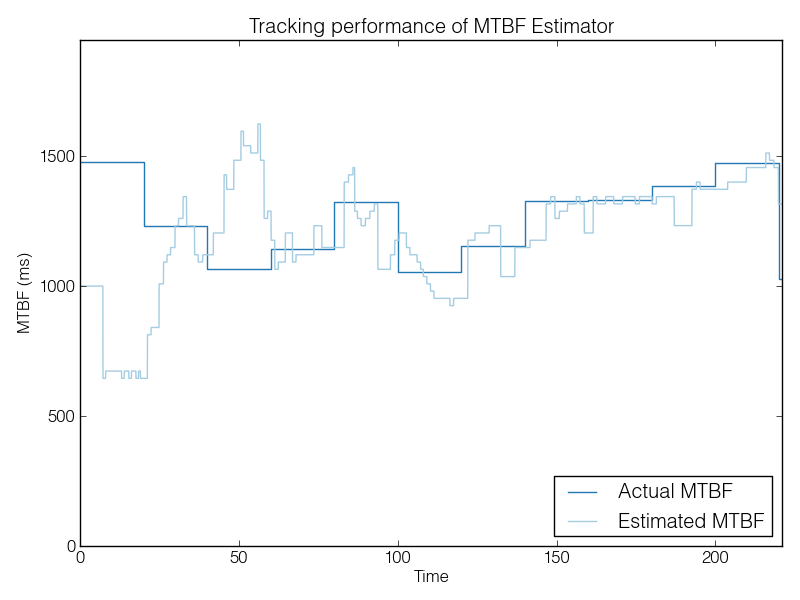 Tracking performance of MTBF Estimator
MTBF (ms)
1500
1000
500
0
0 50 100 150 200
Time
Actual MTBF
Estimated MTBF